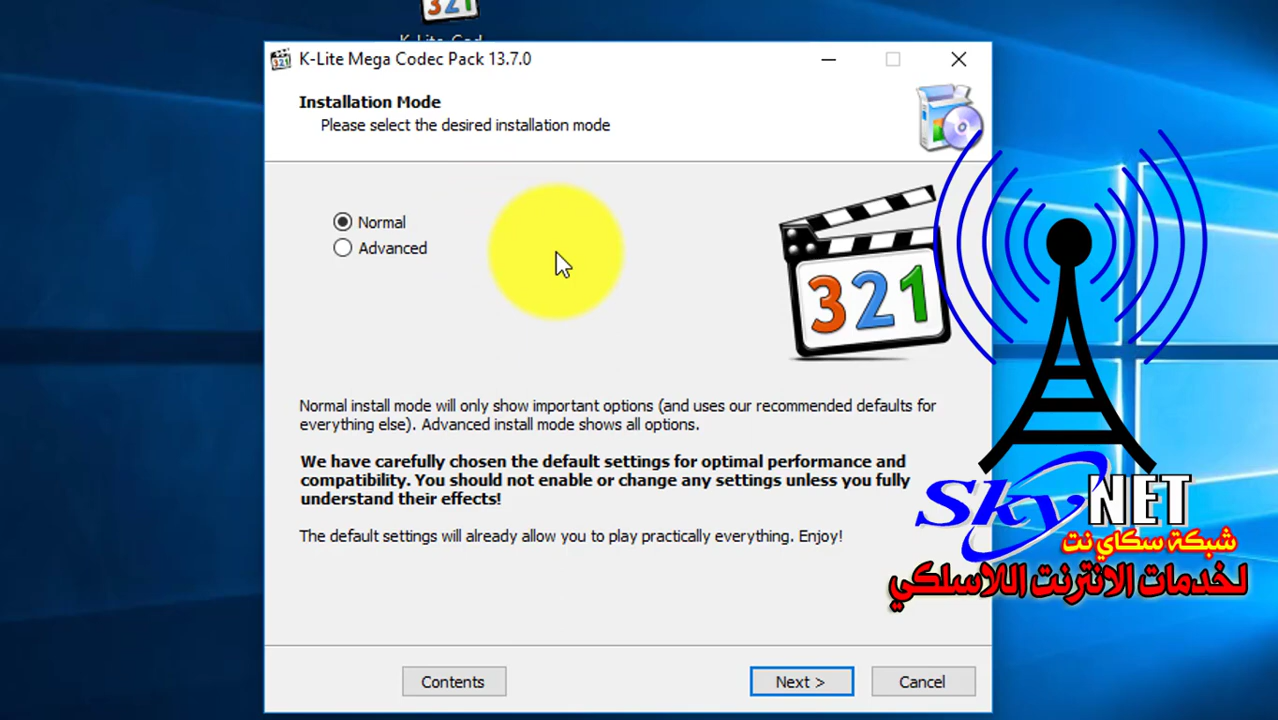 K-Lite Mega Codec Pack 13.7.0
Installation Mode
Please select the desired installation mode
Normal
Advanced
321
Normal install mode will only show important options (and uses our recommended defaults for
everything else). Advanced install mode shows all options.
We have carefully chosen the default settings for optimal performance and
compatibility. You should not enable or change any settings unless you fully
understand their effects!
The default settings will already allow you to play practically everything. Enjoy!
Contents
Next >
Cancel
SkyNET
شبكة سكاي نت
لخدمات الانترنت اللاسلكي